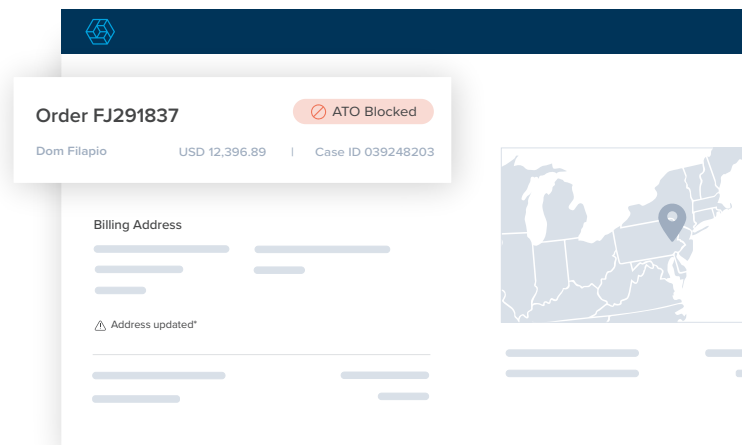 Order FJ291837 ATO Blocked
Dom Filapio USD 12,396.89 | Case ID 039248203
Billing Address
Address updated*